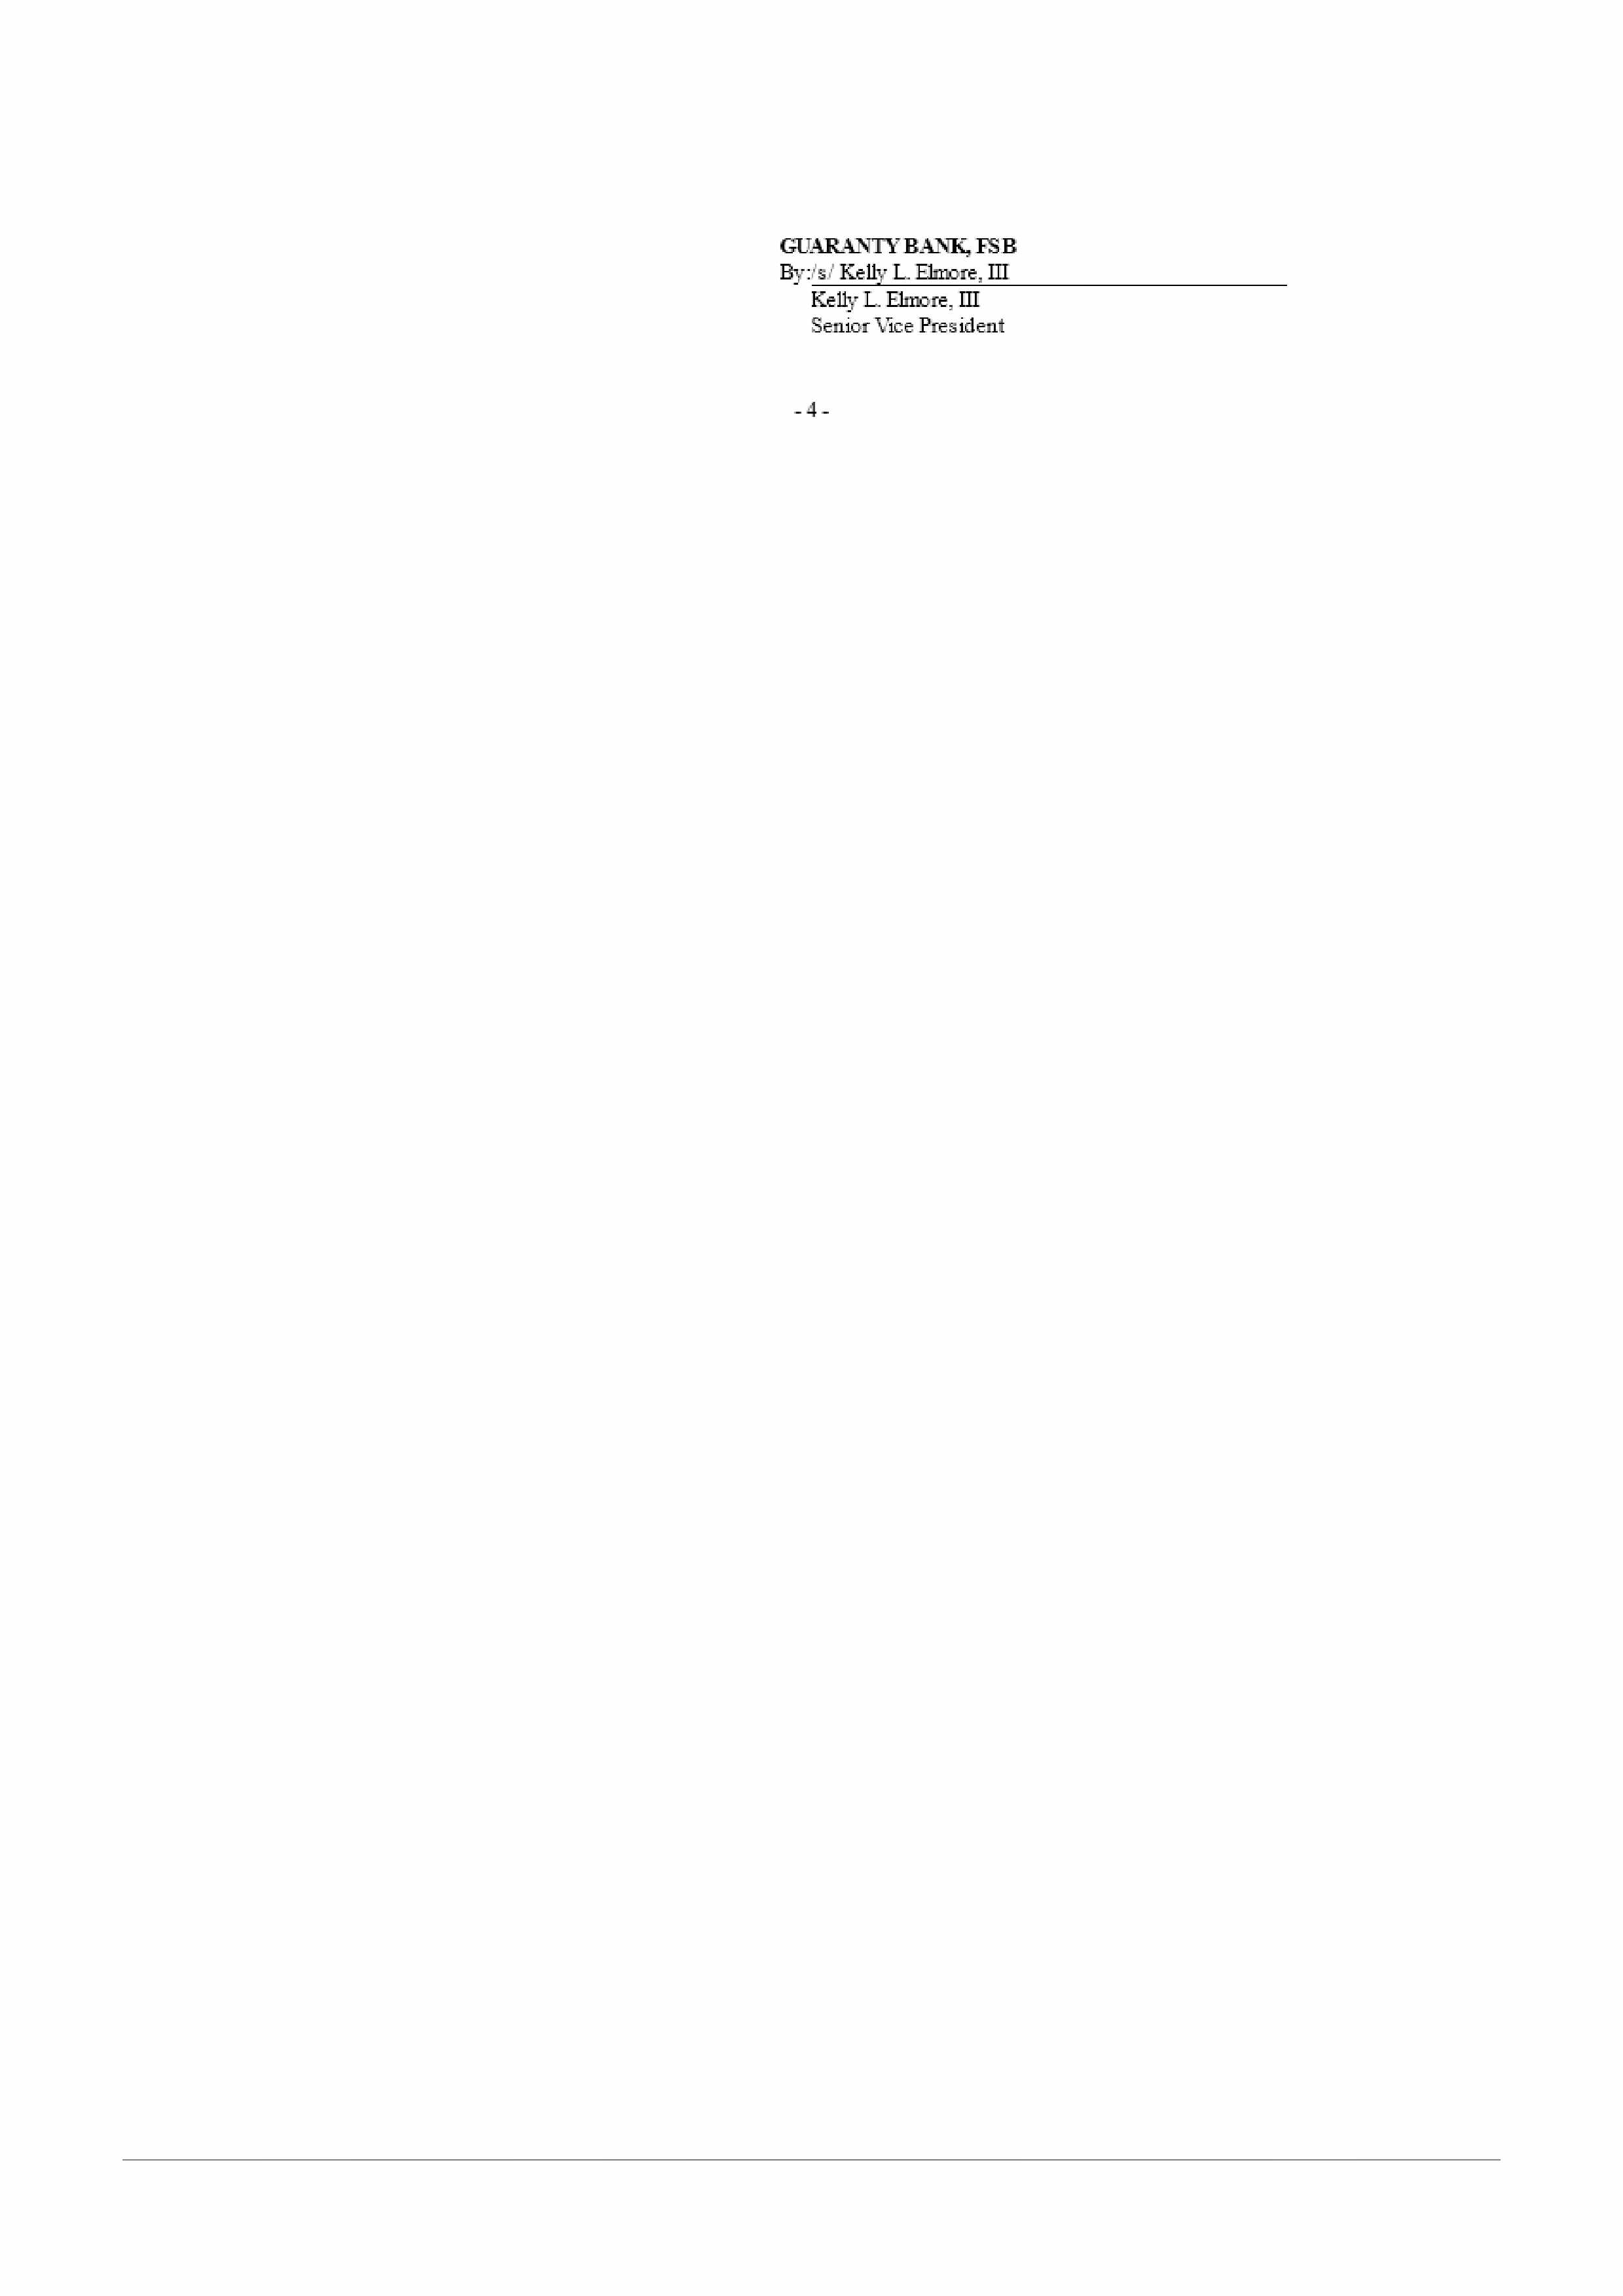 GUARANTY BANK, FSB
By:/s/ Kelly L. Elmore, III
Kelly L. Elmore, III
Senior Vice President
- 4 -